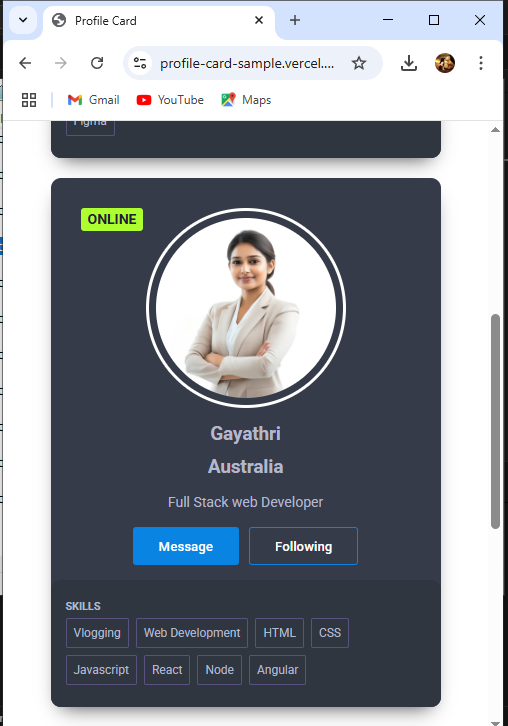 Profile Card
profile-card-sample.vercel....
Gmail YouTube Maps
Figma
ONLINE
Gayathri
Australia
Full Stack web Developer
Message Following
SKILLS
Vlogging Web Development HTML CSS
Javascript React Node Angular